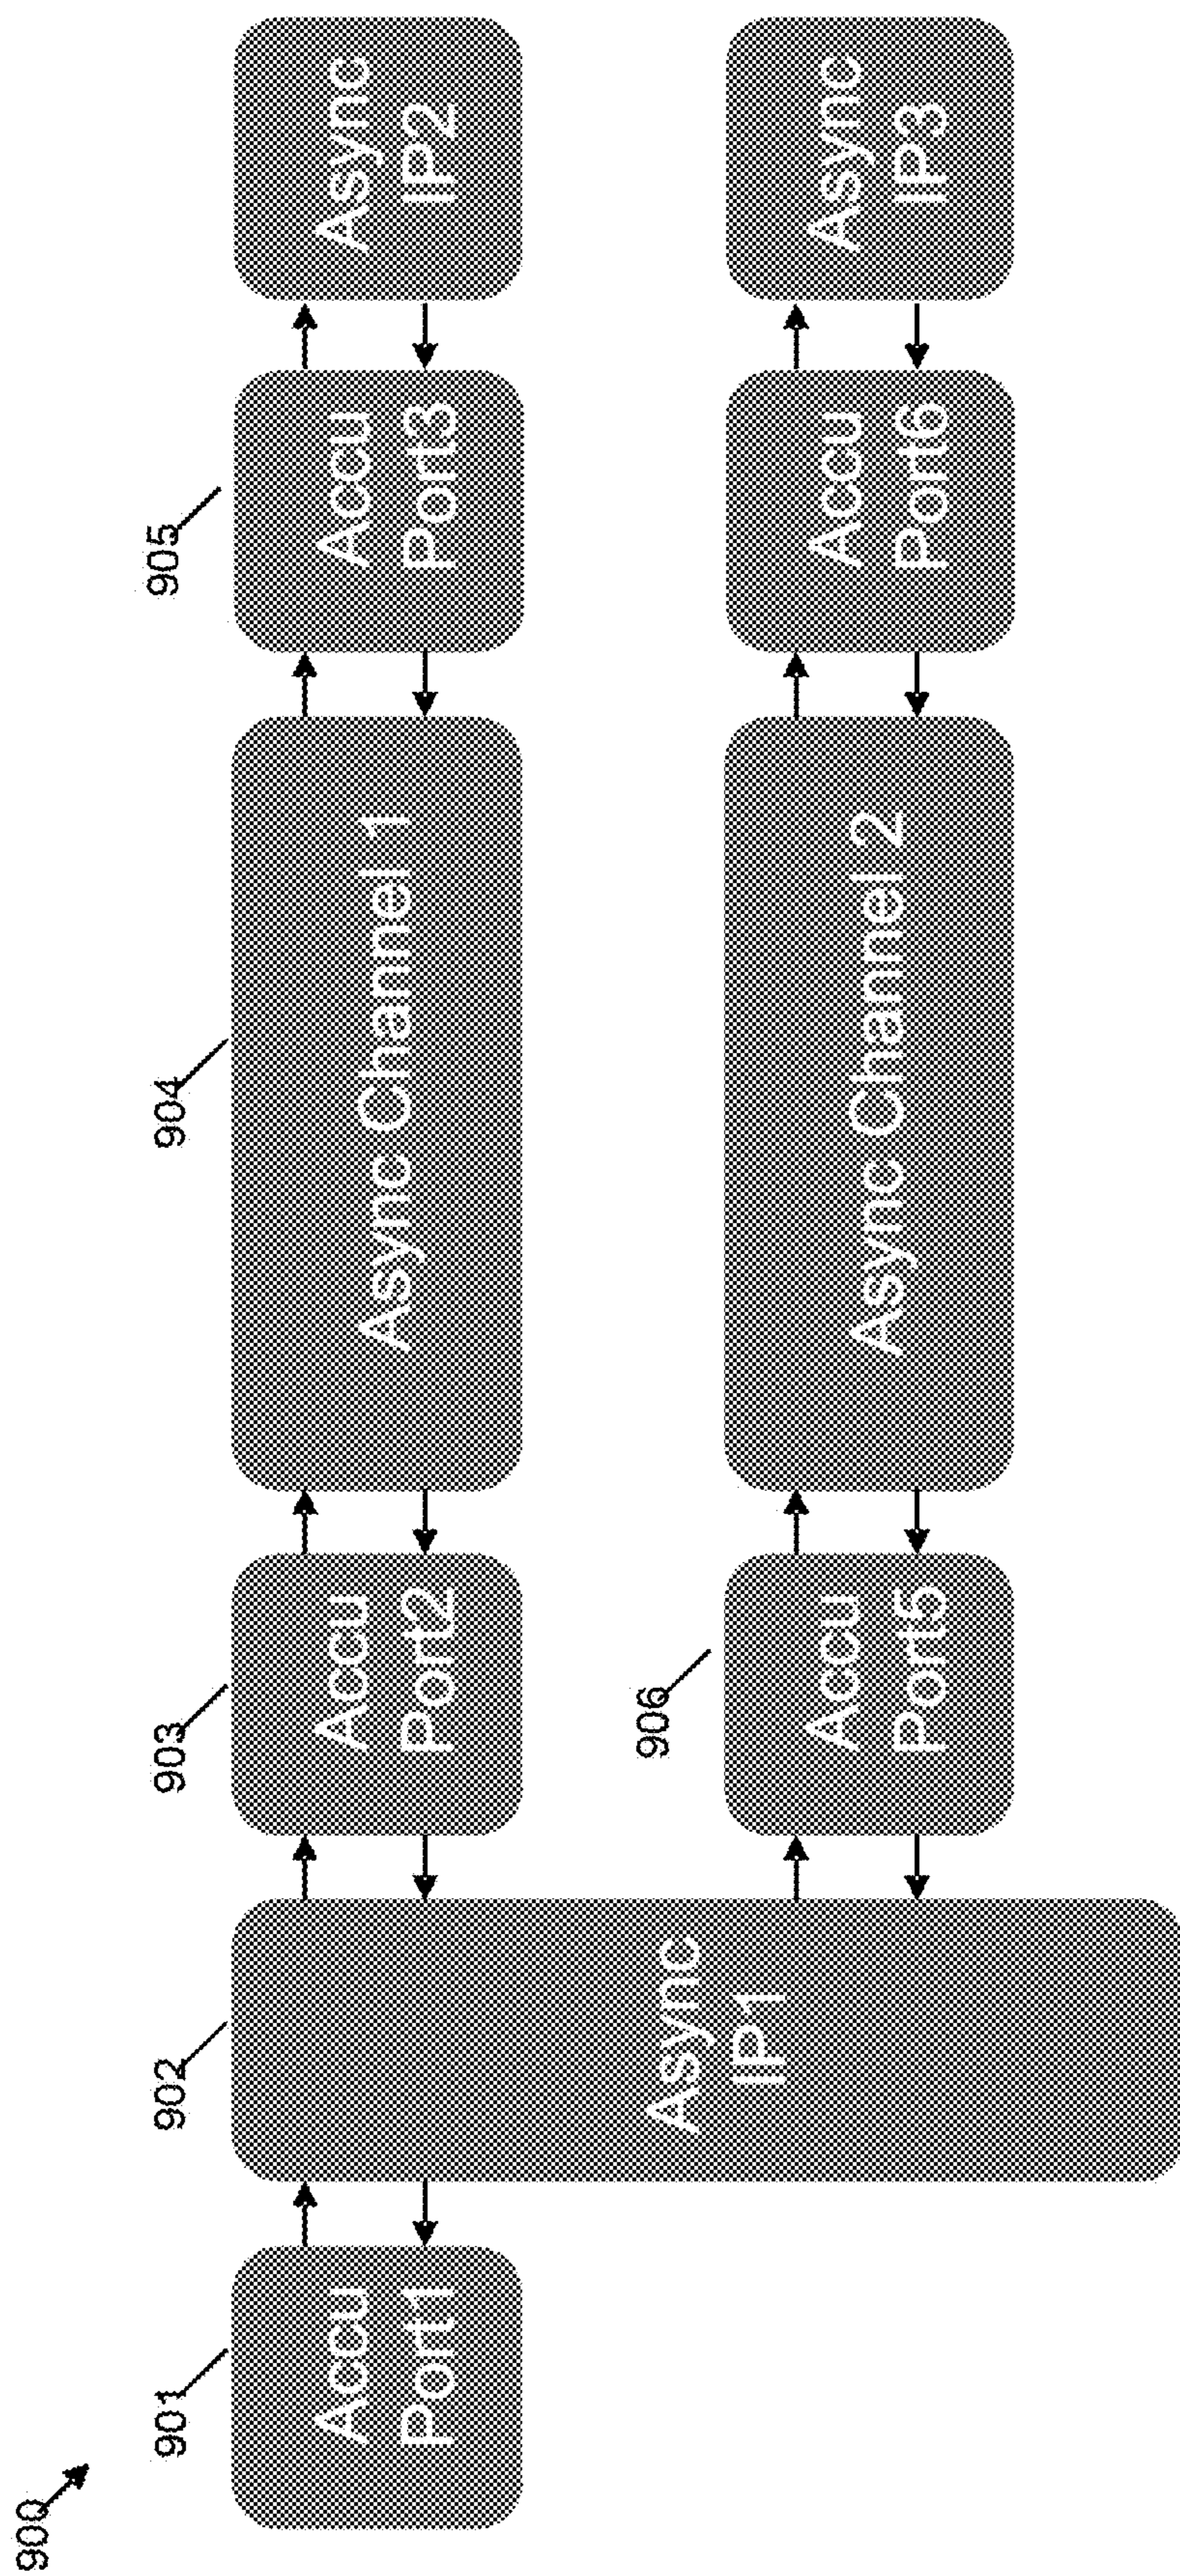 900
901
902
903
904
905
Accu
Port1
Async
IP1
Accu
Port2
Async Channel 1
Accu
Port3
Async
IP2
906
Accu
Port5
Async Channel 2
Accu
Port6
Async
IP3